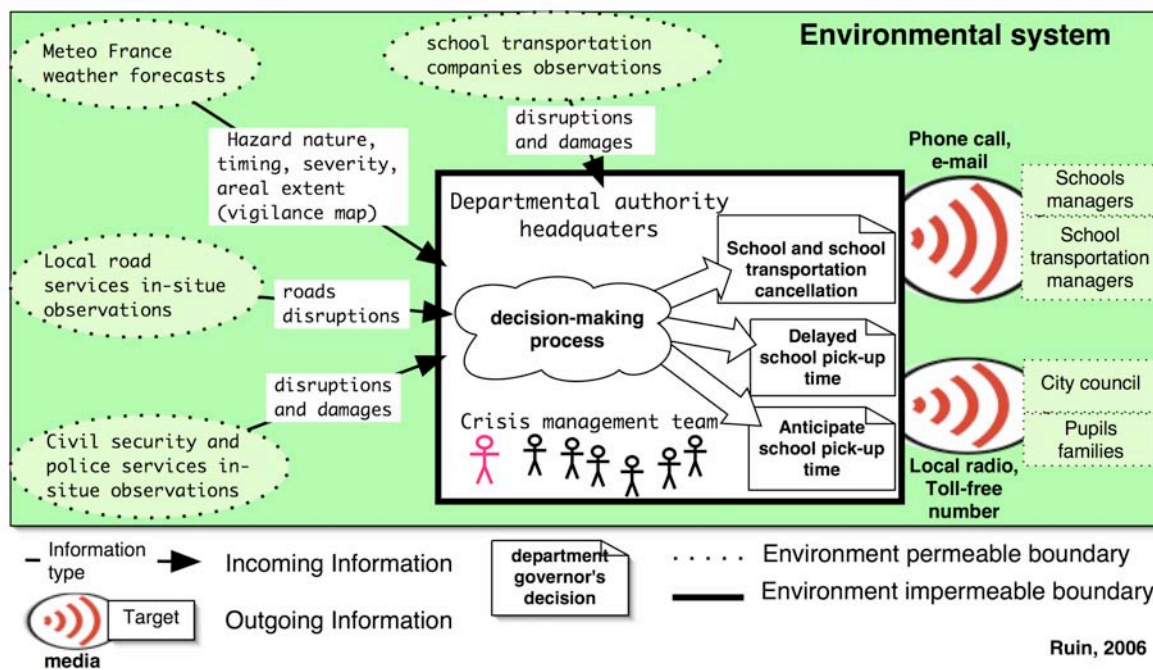 Environmental system
Meteo France
weather forecasts
school transportation
companies observations
disruptions
and damages
Hazard nature,
timing, severity,
areal extent
(vigilance map)
Phone call,
e-mail
Schools
managers
School
transportation
managers
Departmental authority
headquaters
School and school
transportation
cancellation
Local road
services in-situe
observations
roads
disruptions
decision-making
process
Delayed
school pick-up
time
City council
Pupils
families
disruptions
and damages
Crisis management team
Anticipate
school pick-up
time
Civil security and
police services in-
situe observations
Local radio,
Toll-free
number
Information
type
Incoming Information
department
governor's
decision
Environment permeable boundary
Environment impermeable boundary
Target
Outgoing Information
media
Ruin, 2006